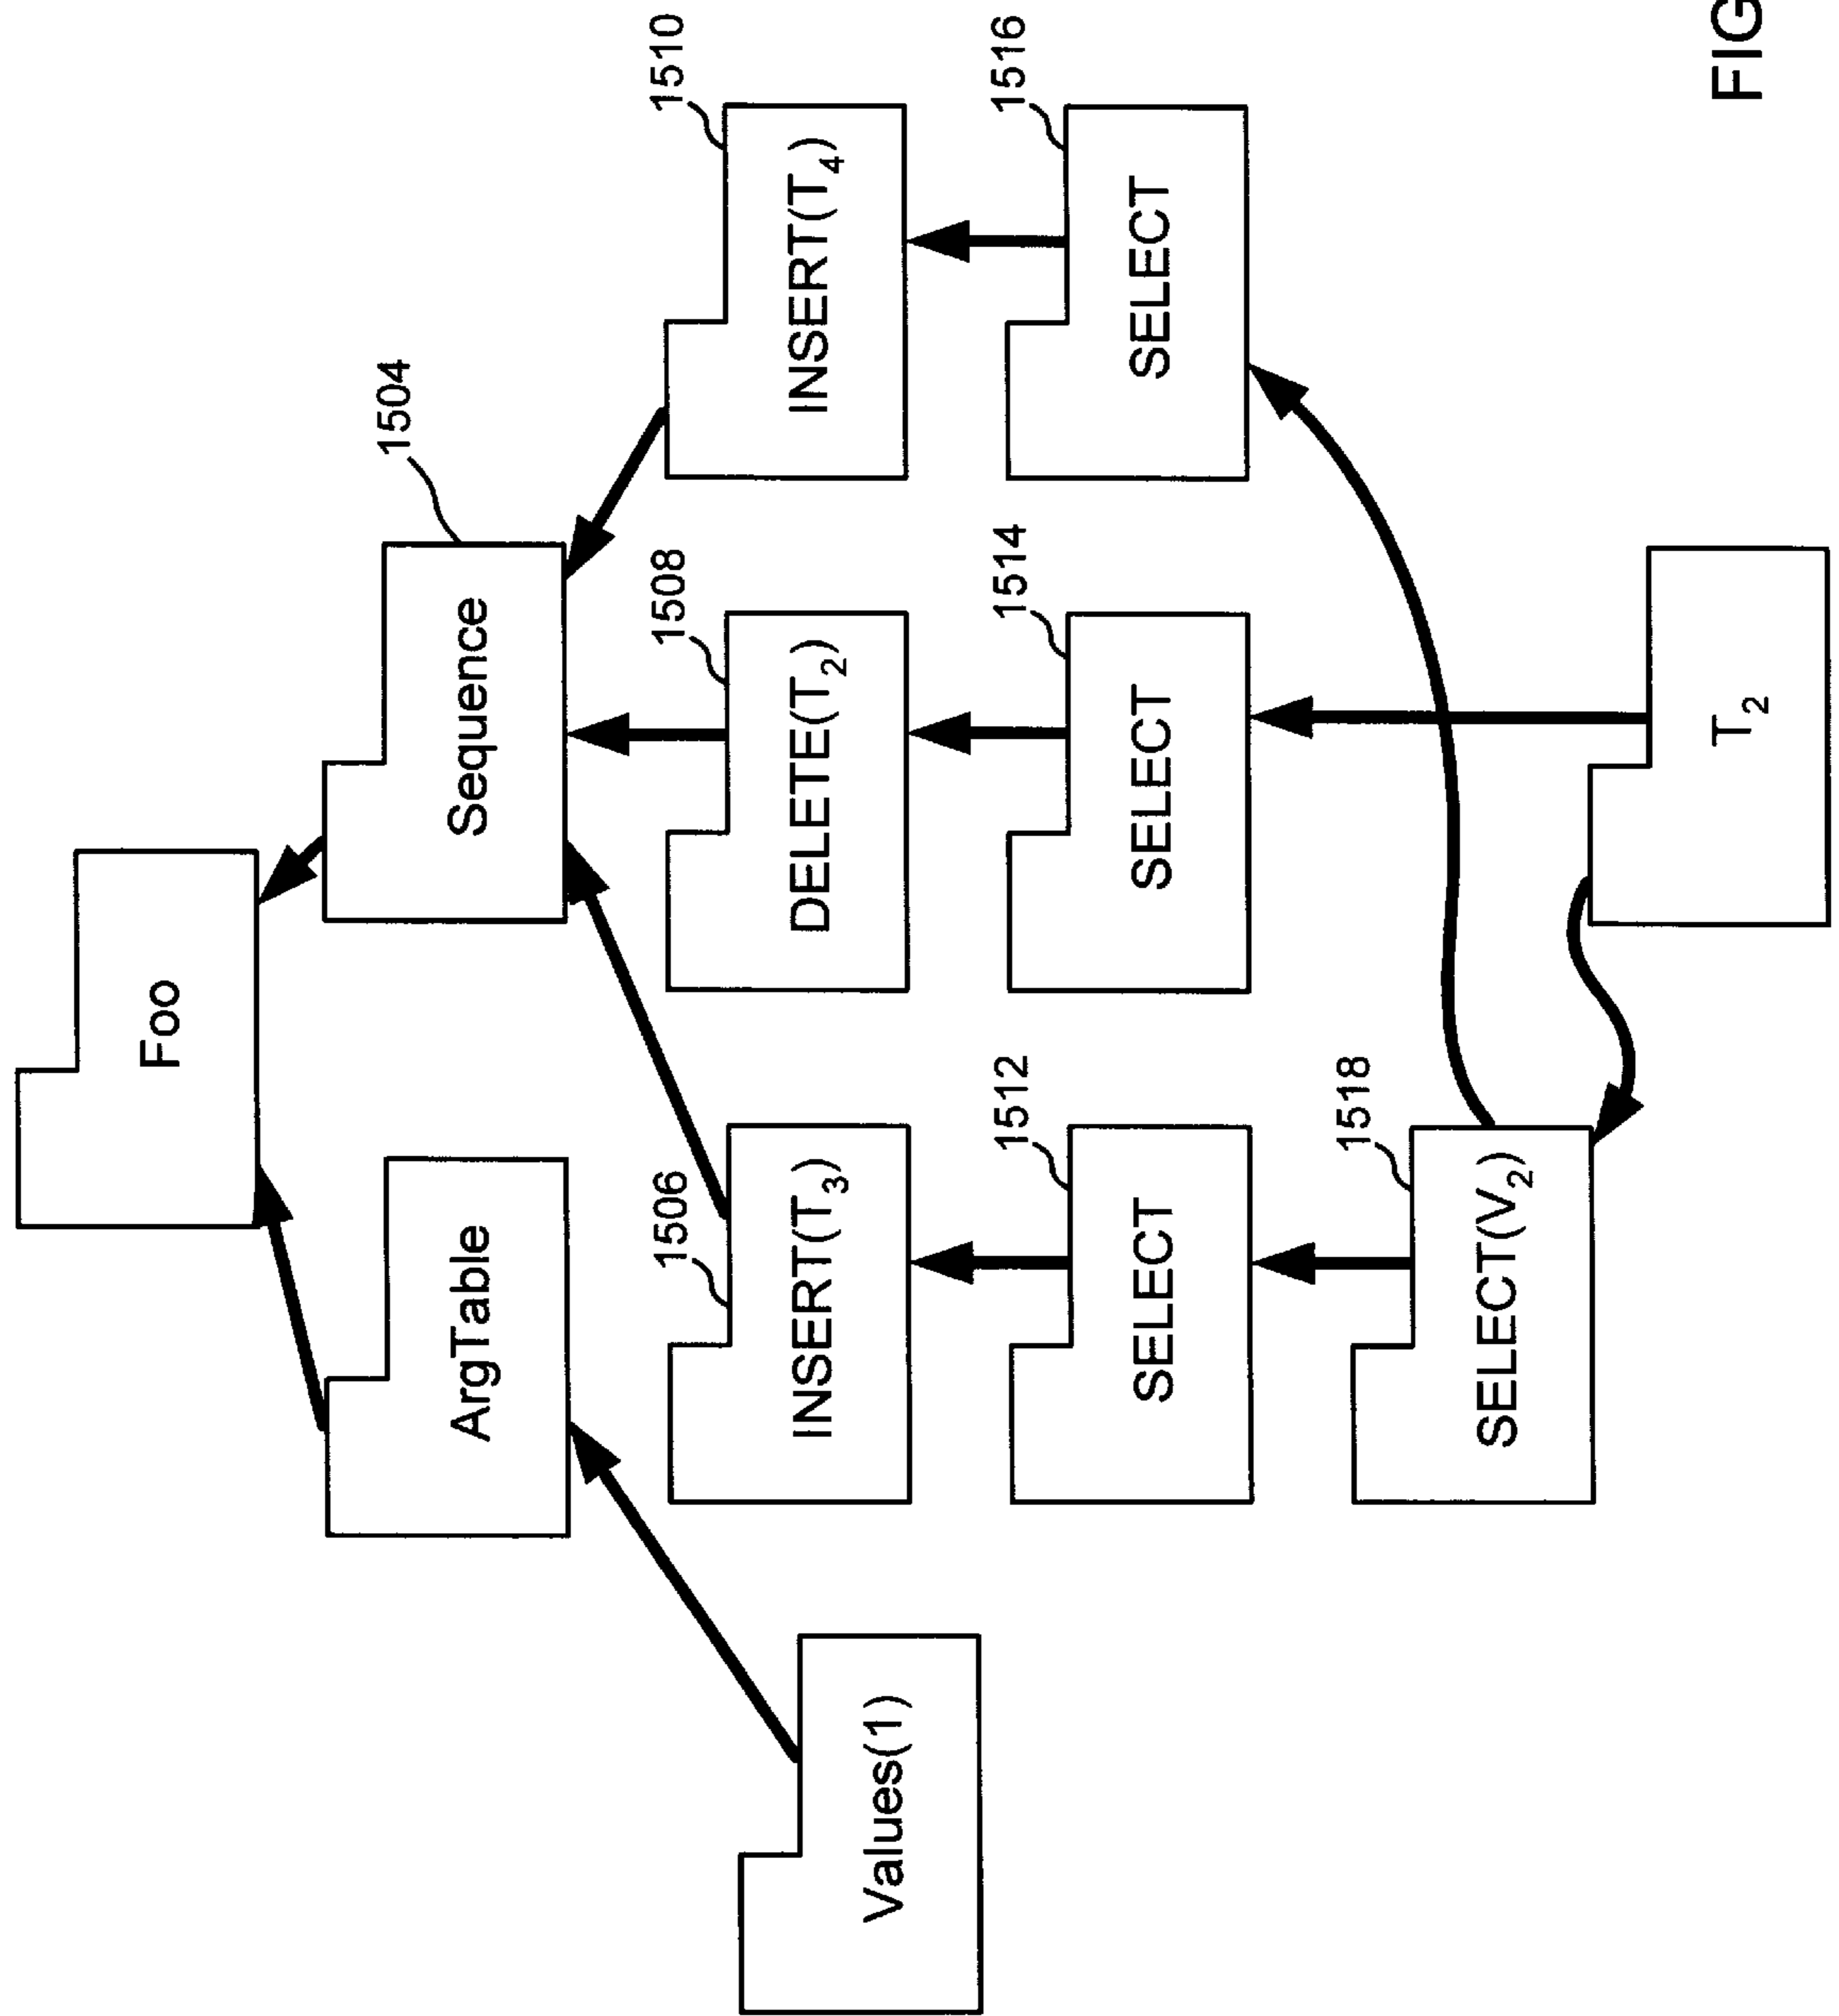 Foo
ArgTable
Sequence
1504
Values(1)
INSERT(T₃)
1506
DELETE(T₂)
1508
INSERT(T₄)
1510
SELECT
1512
SELECT
1514
SELECT
1516
SELECT(V₂)
1518
T₂
FIG